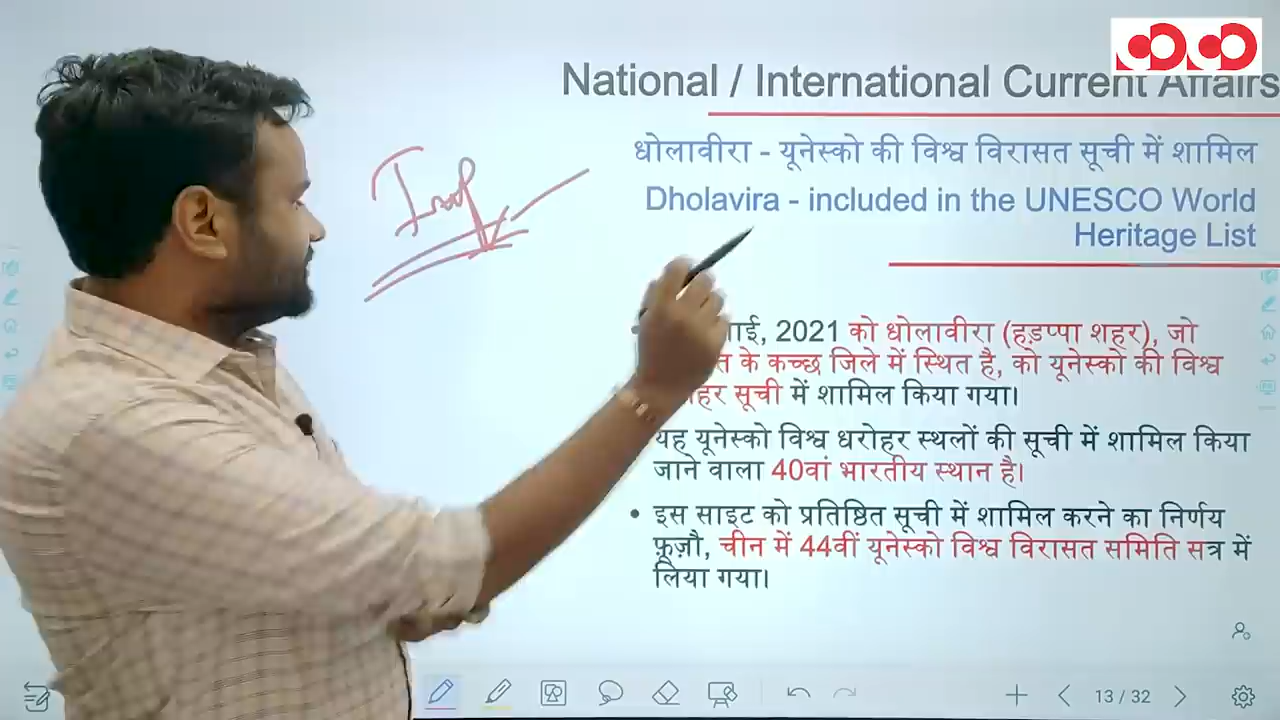 National / International Current Affairs
धोलावीरा - यूनेस्को की विश्व विरासत सूची में शामिल
Dholavira - included in the UNESCO World
Heritage List
Imp
2021 को धोलावीरा (हड़प्पा शहर), जो
के कच्छ जिले में स्थित है, को यूनेस्को की विश्व
सूची में शामिल किया गया।
यह यूनेस्को विश्व धरोहर स्थलों की सूची में शामिल किया
जाने वाला 40वां भारतीय स्थान है।
• इस साइट को प्रतिष्ठित सूची में शामिल करने का निर्णय
फ़ूज़ौ, चीन में 44वीं यूनेस्को विश्व विरासत समिति सत्र में
लिया गया।
13 / 32